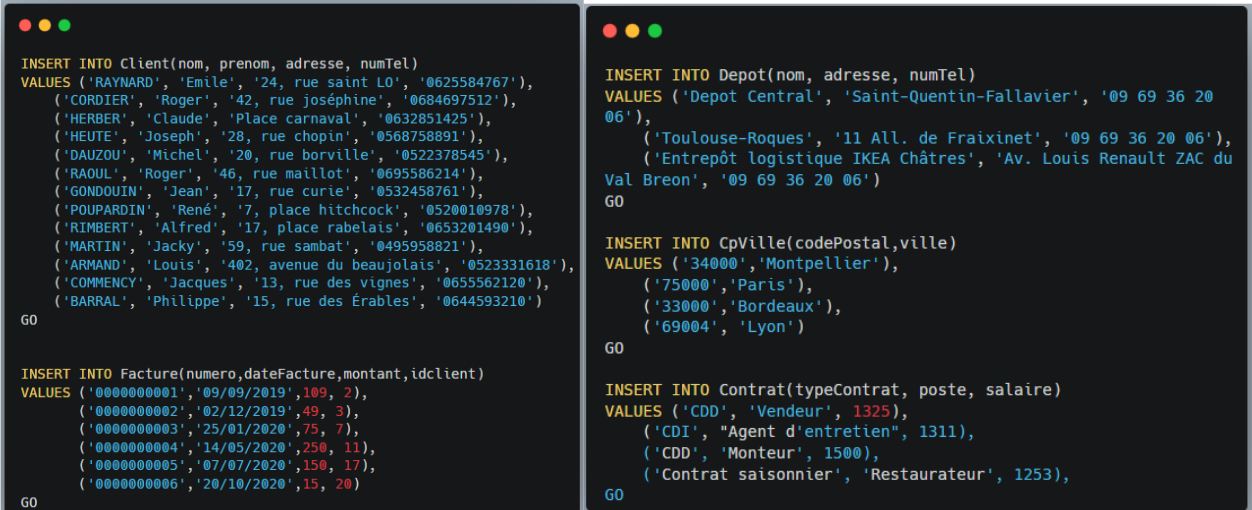 INSERT INTO Client(nom, prenom, adresse, numTel)
VALUES ('RAYNARD', 'Emile', '24, rue saint LO', '0625584767'),
('CORDIER', 'Roger', '42, rue joséphine', '0684697512'),
('HERBER', 'Claude', 'Place carnaval', '0632851425'),
('HEUTE', 'Joseph', '28, rue chopin', '0568758891'),
('DAUZOU', 'Michel', '20, rue borville', '0522378545'),
('RAOUL', 'Roger', '46, rue maillot', '0695586214'),
('GONDOUIN', 'Jean', '17, rue curie', '0532458761'),
('POUPARDIN', 'René', '7, place hitchcock', '0520010978'),
('RIMBERT', 'Alfred', '17, place rabelais', '0653201490'),
('MARTIN', 'Jacky', '59, rue sambat', '0495958821'),
('ARMAND', 'Louis', '402, avenue du beaujolais', '0523331618'),
('COMMENCY', 'Jacques', '13, rue des vignes', '0655562120'),
('BARRAL', 'Philippe', '15, rue des Érables', '0644593210')
GO
INSERT INTO Facture(numero,dateFacture,montant,idclient)
VALUES ('0000000001','09/09/2019',109, 2),
('0000000002','02/12/2019',49, 3),
('0000000003','25/01/2020',75, 7),
('0000000004','14/05/2020',250, 11),
('0000000005','07/07/2020',150, 17),
('0000000006','20/10/2020',15, 20)
GO
INSERT INTO Depot(nom, adresse, numTel)
VALUES ('Depot Central', 'Saint-Quentin-Fallavier', '09 69 36 20
06'),
('Toulouse-Roques', '11 All. de Fraixinet', '09 69 36 20 06'),
('Entrepôt logistique IKEA Châtres', 'Av. Louis Renault ZAC du
Val Breon', '09 69 36 20 06')
GO
INSERT INTO CpVille(codePostal,ville)
VALUES ('34000','Montpellier'),
('75000','Paris'),
('33000','Bordeaux'),
('69004', 'Lyon')
GO
INSERT INTO Contrat(typeContrat, poste, salaire)
VALUES ('CDD', 'Vendeur', 1325),
('CDI', "Agent d'entretien", 1311),
('CDD', 'Monteur', 1500),
('Contrat saisonnier', 'Restaurateur', 1253),
GO